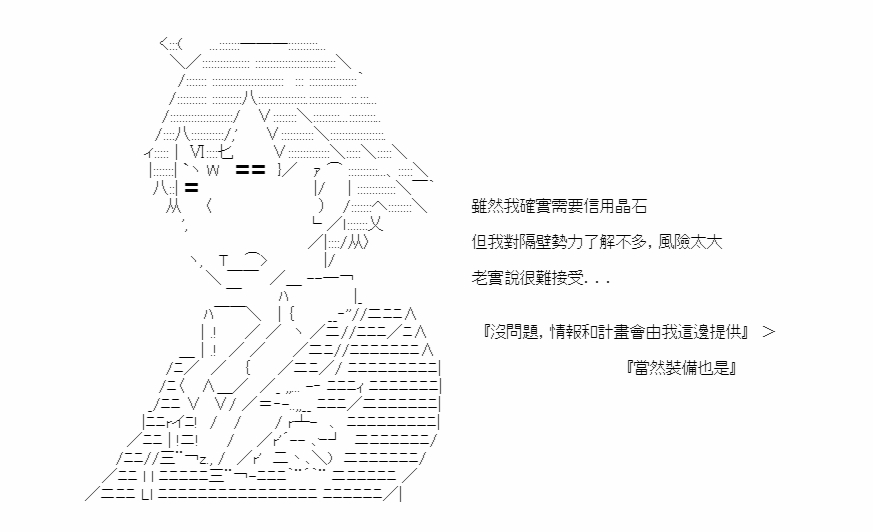 雖然我確實需要信用晶石
但我對隔壁勢力了解不多，風險太大
老實說很難接受...
『沒問題，情報和計畫會由我這邊提供』 ＞
『當然裝備也是』